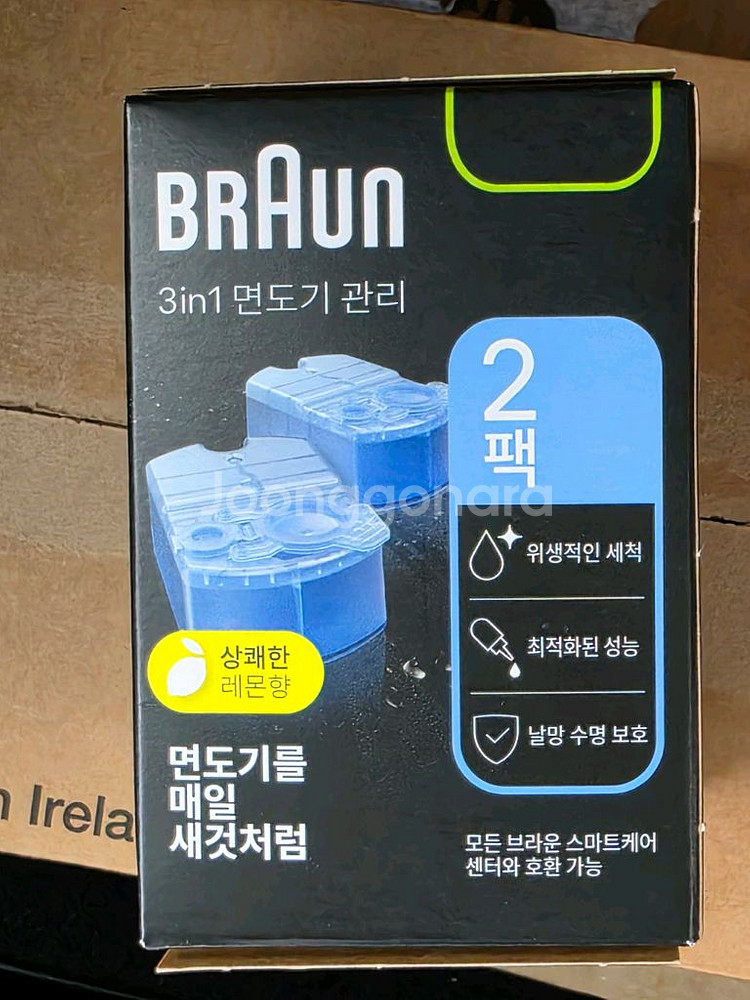 BRAUN
3in1 면도기 관리
2
팩
Joonggonara
위생적인 세척
최적화된 성능
날망 수명 보호
상쾌한
레몬향
면도기를
매일
새것처럼
모든 브라운 스마트케어
센터와 호환 가능
n Irela